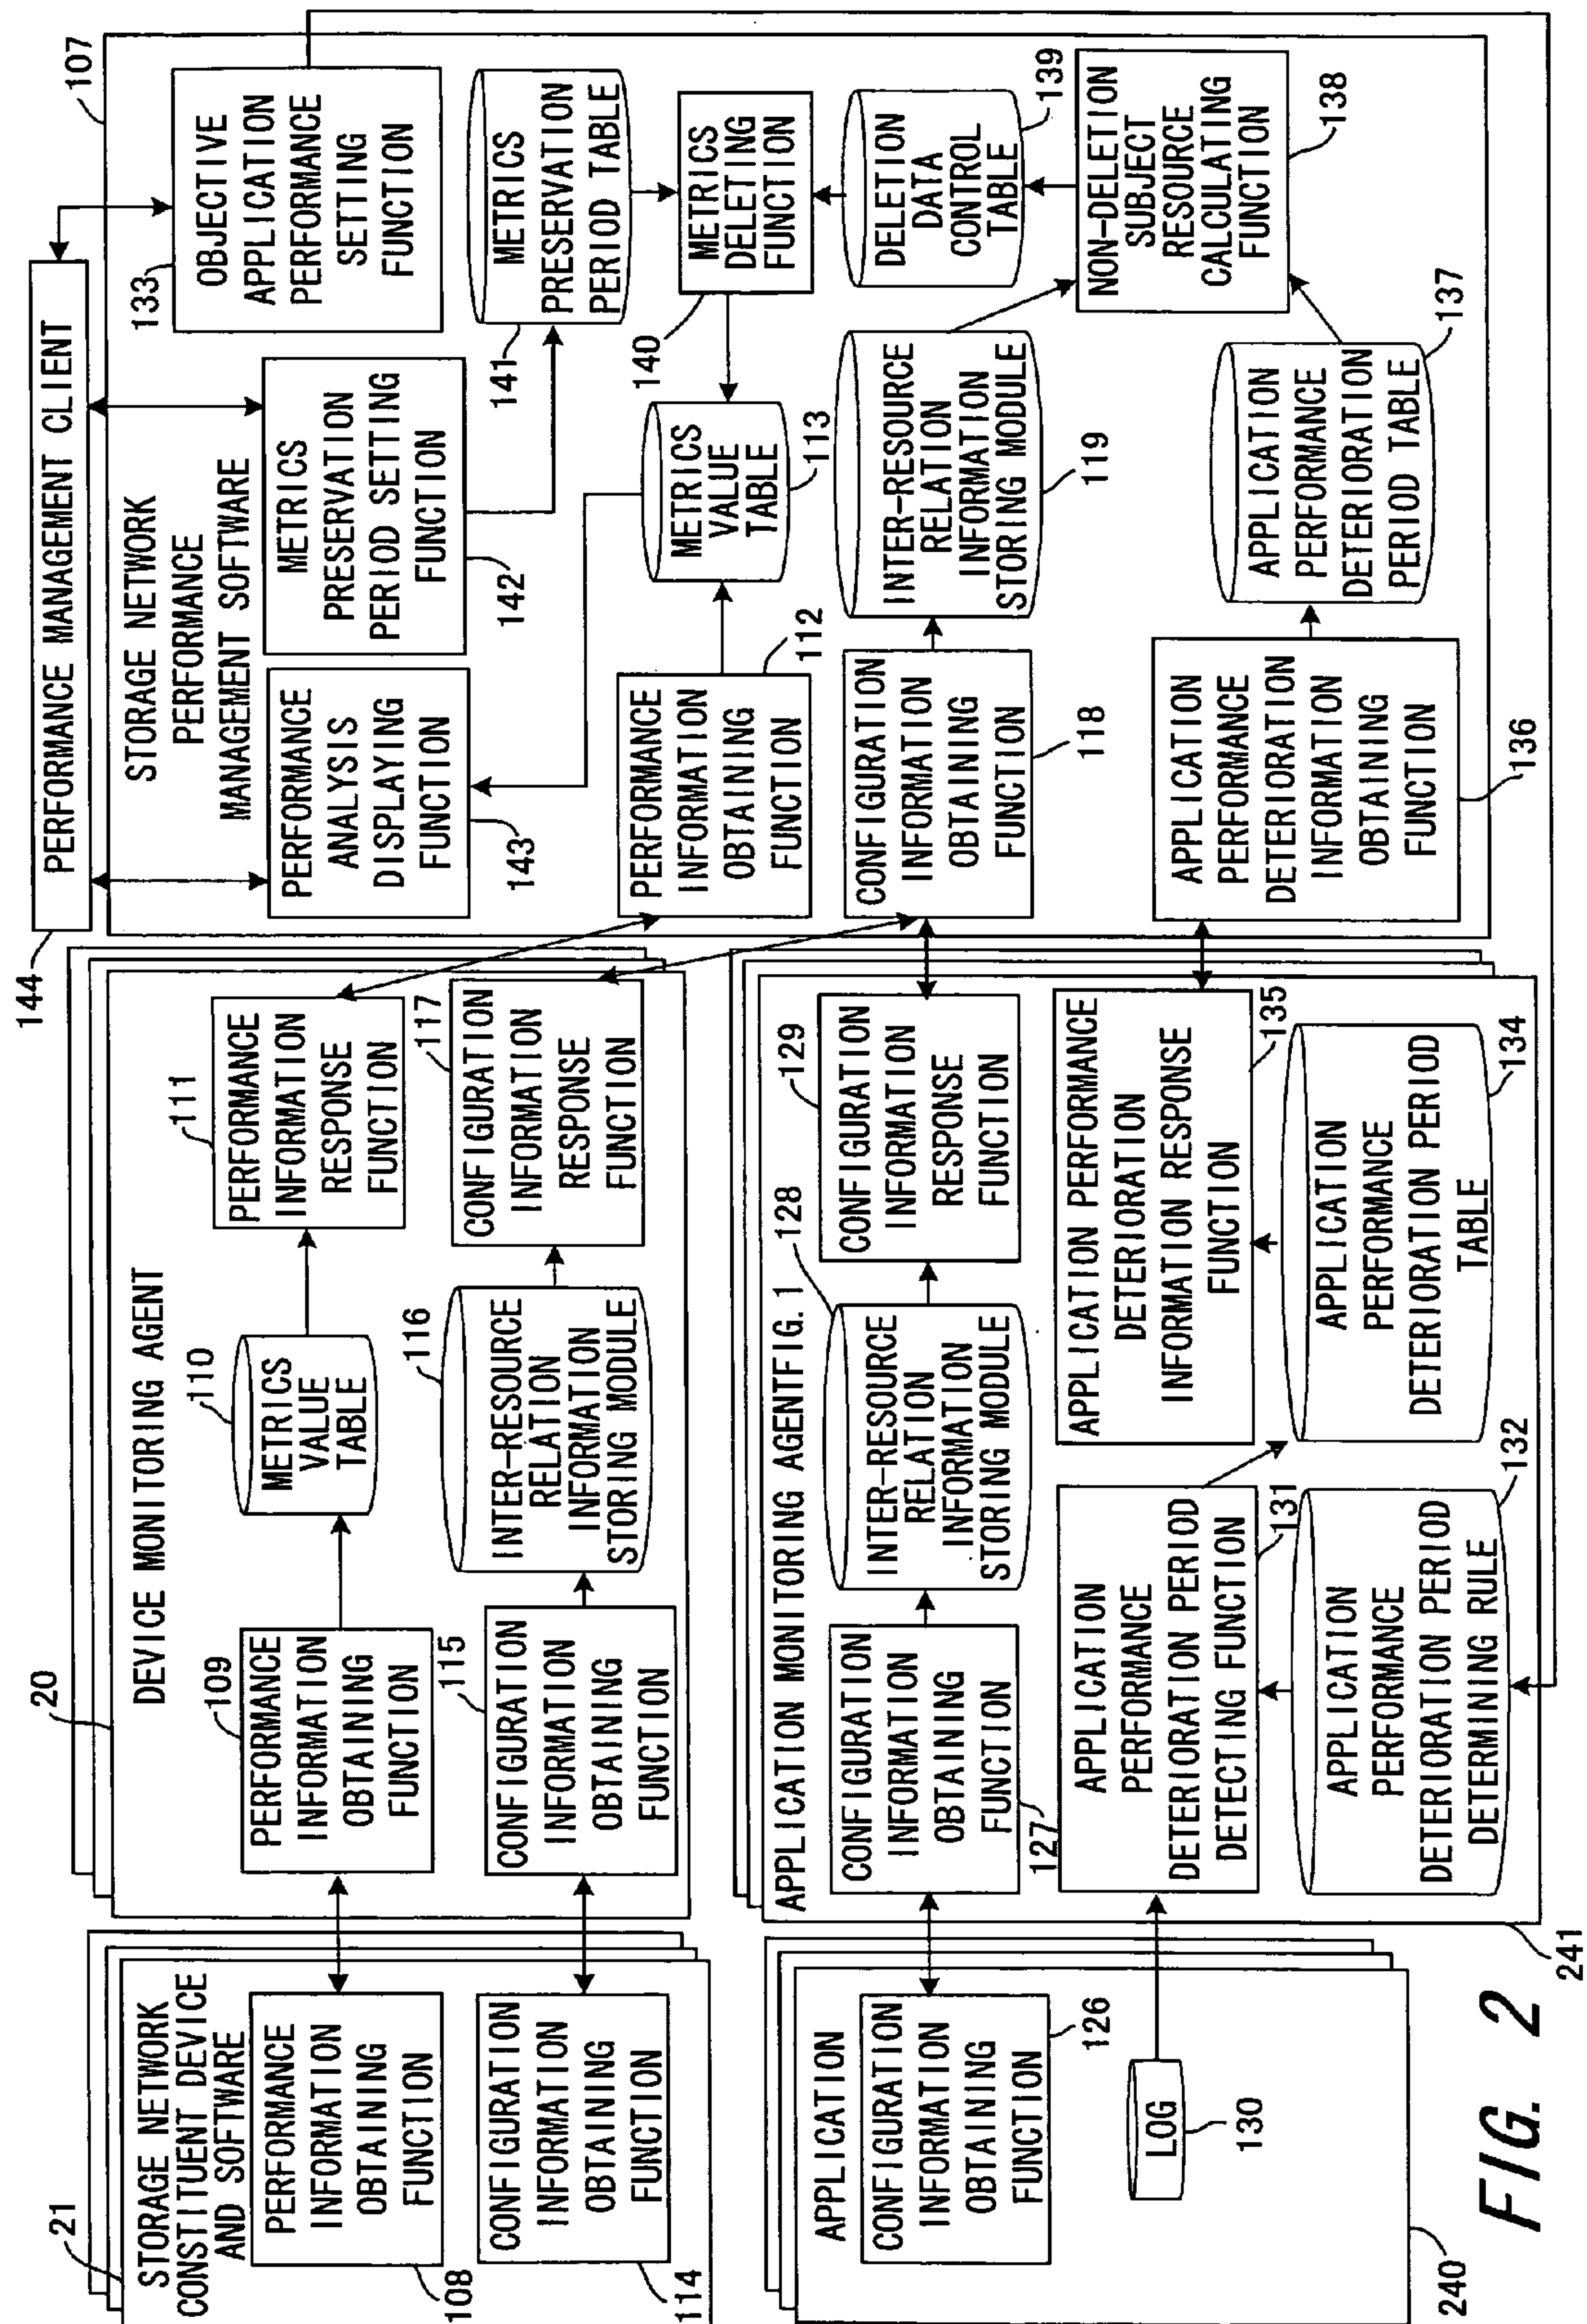 144
PERFORMANCE MANAGEMENT CLIENT
107
STORAGE NETWORK
PERFORMANCE
MANAGEMENT SOFTWARE
133
OBJECTIVE
APPLICATION
PERFORMANCE
SETTING
FUNCTION
METRICS
PRESERVATION
PERIOD SETTING
FUNCTION
142
PERFORMANCE
ANALYSIS
DISPLAYING
FUNCTION
143
METRICS
PRESERVATION
PERIOD TABLE
141
METRICS
DELETING
FUNCTION
140
DELETION
DATA
CONTROL
TABLE
139
NON-DELETION
SUBJECT
RESOURCE
CALCULATING
FUNCTION
138
METRICS
VALUE
TABLE
113
PERFORMANCE
INFORMATION
OBTAINING
FUNCTION
112
INTER-RESOURCE
RELATION
INFORMATION
STORING MODULE
119
CONFIGURATION
INFORMATION
OBTAINING
FUNCTION
118
APPLICATION
PERFORMANCE
DETERIORATION
PERIOD TABLE
137
APPLICATION
PERFORMANCE
DETERIORATION
INFORMATION
OBTAINING
FUNCTION
136
20
DEVICE MONITORING AGENT
109
PERFORMANCE
INFORMATION
OBTAINING
FUNCTION
110
METRICS
VALUE
TABLE
111
PERFORMANCE
INFORMATION
RESPONSE
FUNCTION
115
CONFIGURATION
INFORMATION
OBTAINING
FUNCTION
116
INTER-RESOURCE
RELATION
INFORMATION
STORING MODULE
117
CONFIGURATION
INFORMATION
RESPONSE
FUNCTION
APPLICATION MONITORING AGENTFIG.1
CONFIGURATION
INFORMATION
OBTAINING
FUNCTION
127
128
INTER-RESOURCE
RELATION
INFORMATION
STORING MODULE
129
CONFIGURATION
INFORMATION
RESPONSE
FUNCTION
APPLICATION
PERFORMANCE
DETERIORATION PERIOD
DETECTING FUNCTION
131
APPLICATION PERFORMANCE
DETERIORATION
INFORMATION RESPONSE
FUNCTION
135
APPLICATION
PERFORMANCE
DETERIORATION PERIOD
DETERMINING RULE
132
APPLICATION
PERFORMANCE
DETERIORATION PERIOD
TABLE
134
241
21
STORAGE NETWORK
CONSTITUENT DEVICE
AND SOFTWARE
PERFORMANCE
INFORMATION
OBTAINING
FUNCTION
108
CONFIGURATION
INFORMATION
OBTAINING
FUNCTION
114
APPLICATION
CONFIGURATION
INFORMATION
OBTAINING
FUNCTION
126
LOG
130
240
FIG. 2